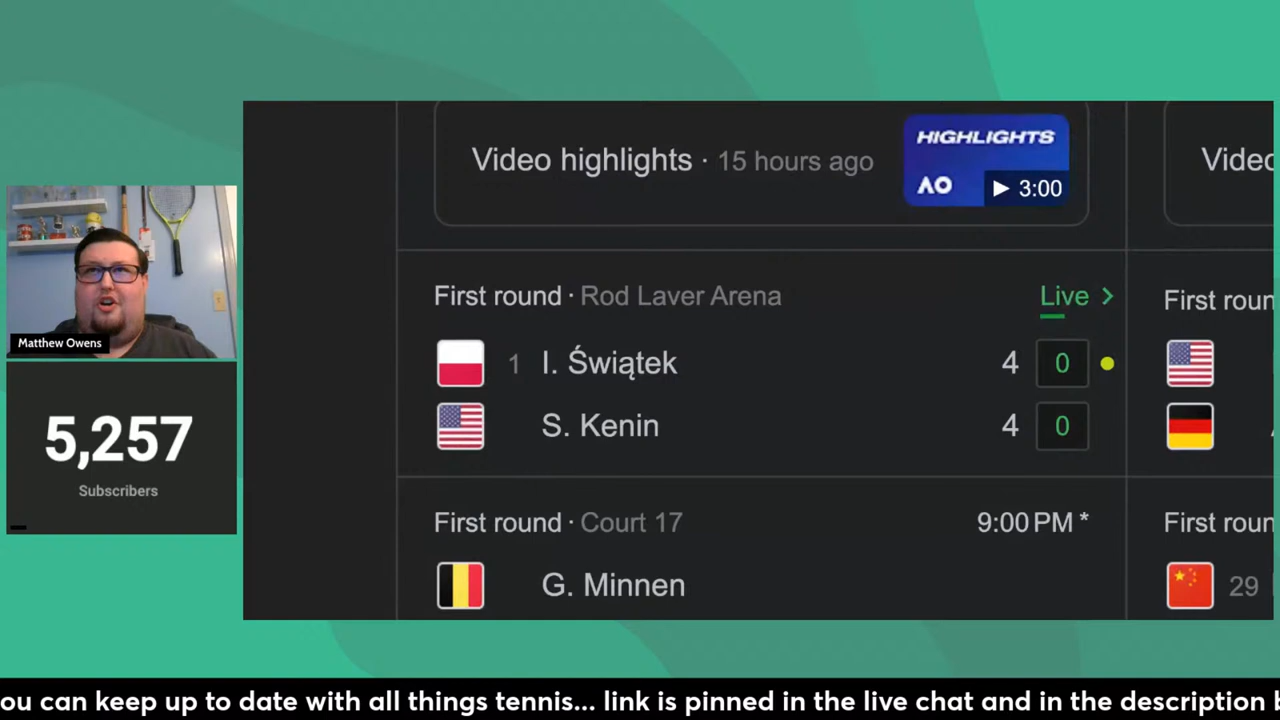 Video highlights · 15 hours ago
HIGHLIGHTS
AO
3:00
Video
First round · Rod Laver Arena
Live
1 I. Świątek 4 0
S. Kenin 4 0
First round · Court 17
9:00 PM *
G. Minnen
First roun
First roun
29
Matthew Owens
5,257
Subscribers
ou can keep up to date with all things tennis... link is pinned in the live chat and in the description b